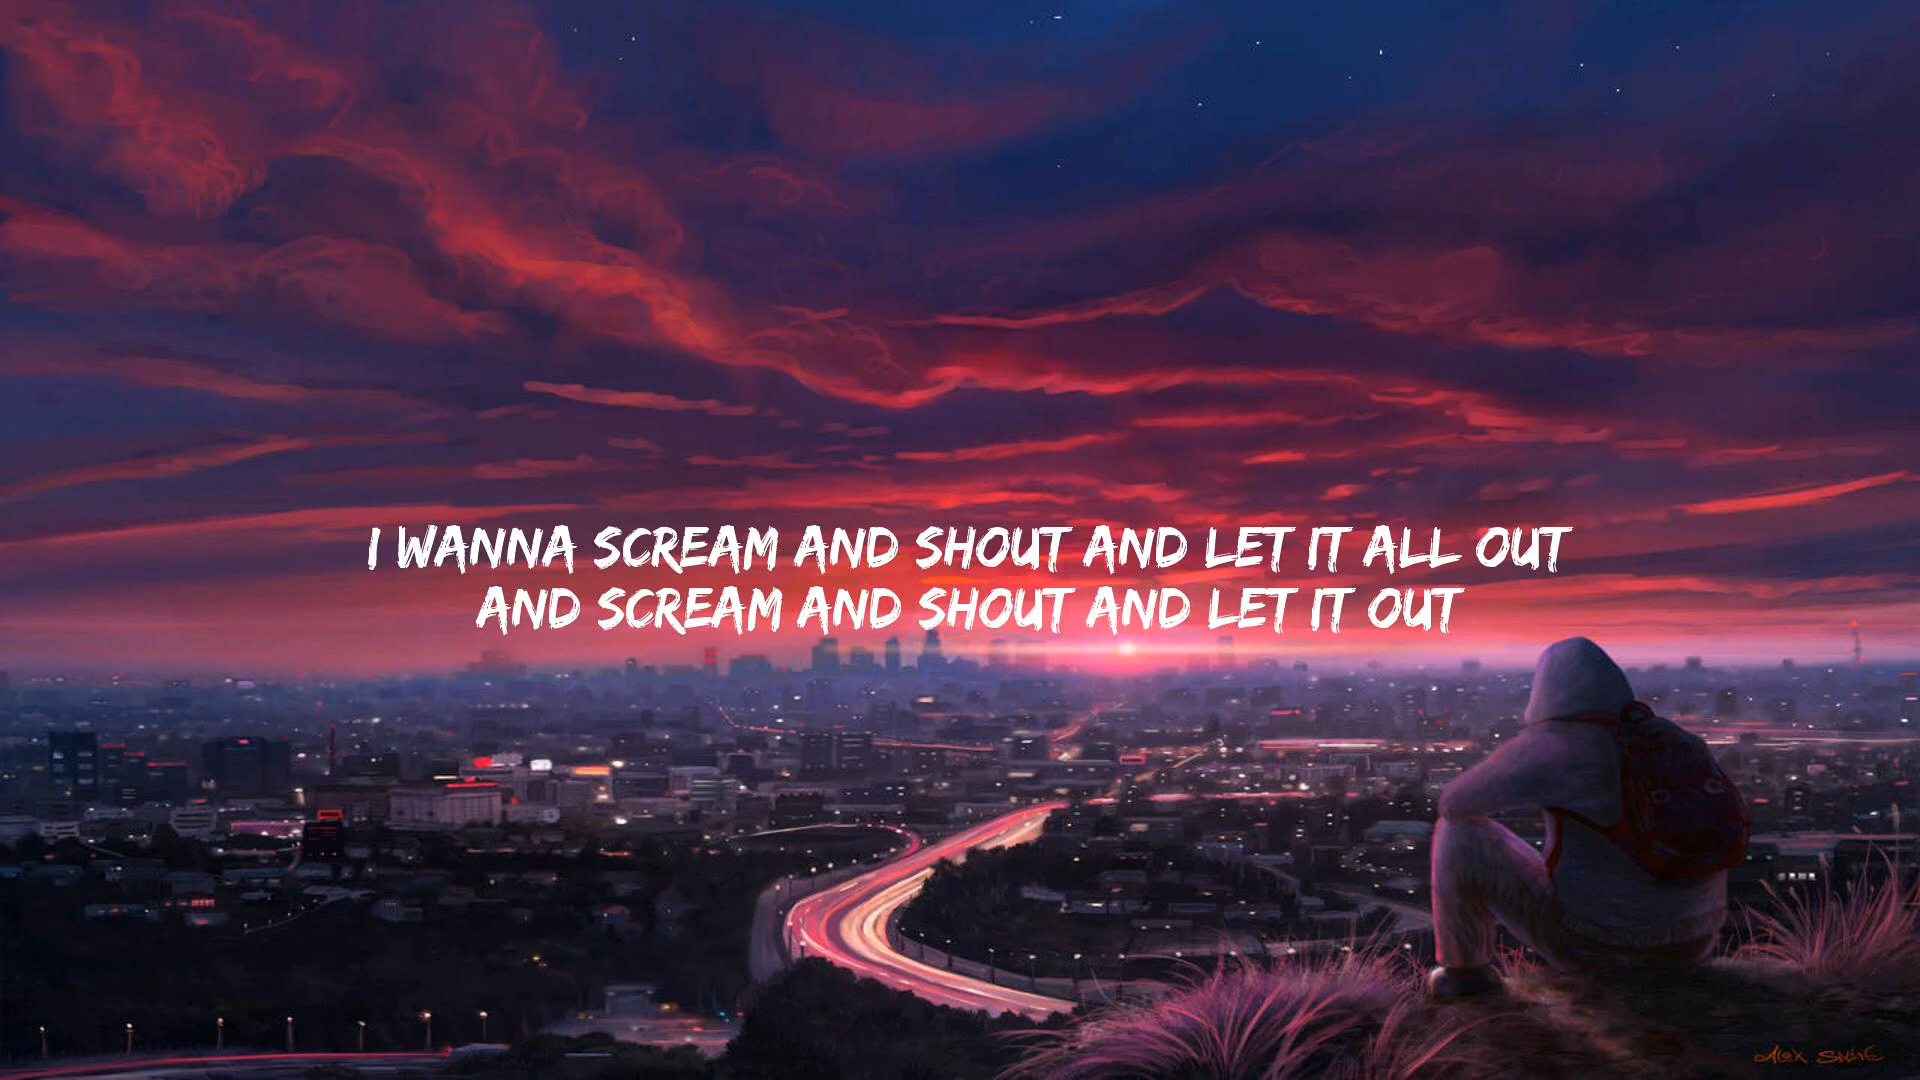 I WANNA SCREAM AND SHOUT AND LET IT ALL OUT
AND SCREAM AND SHOUT AND LET IT OUT